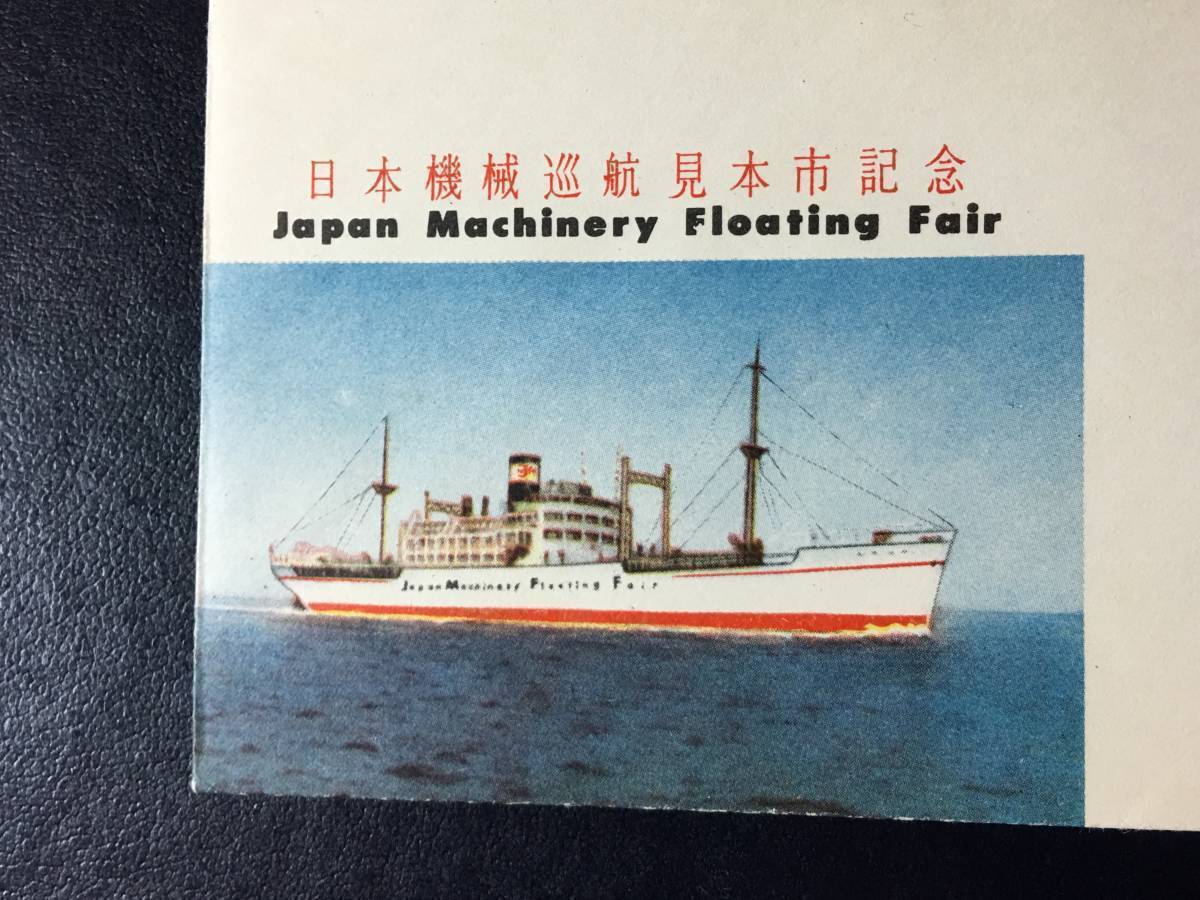 日本機械巡航見本市記念
Japan Machinery Floating Fair
Japan Machinery Floating Fair